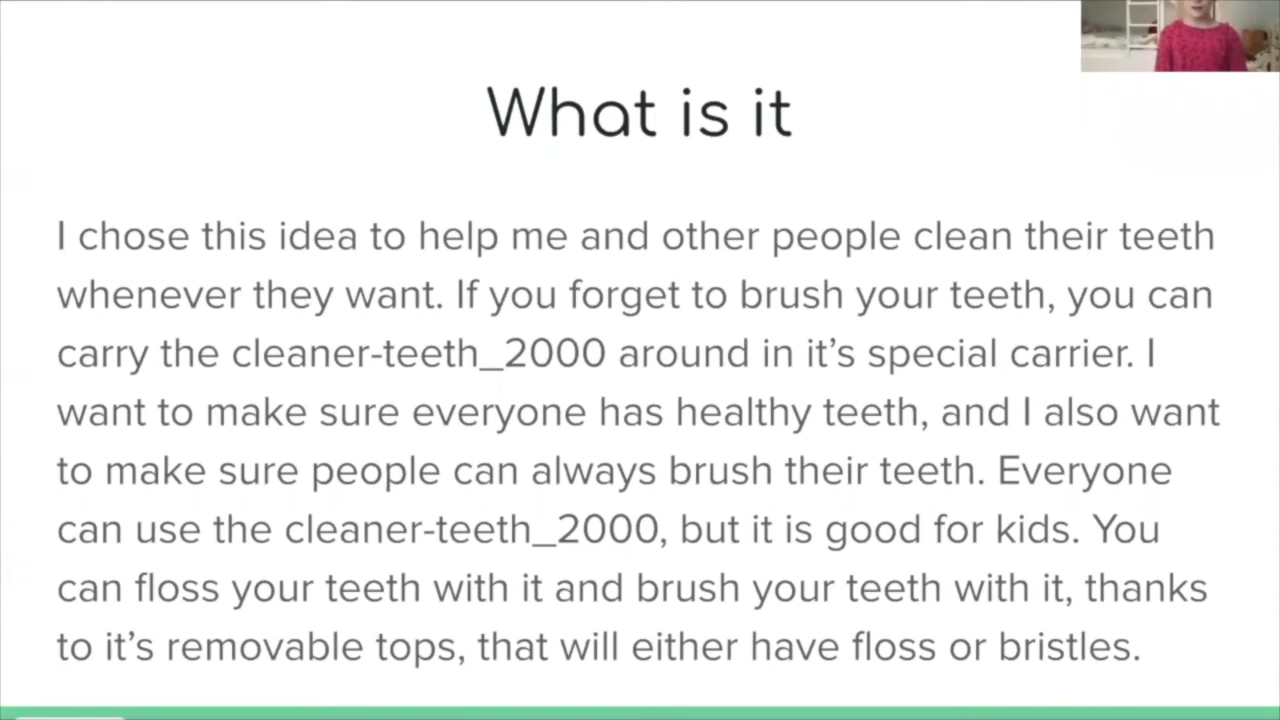 What is it
I chose this idea to help me and other people clean their teeth
whenever they want. If you forget to brush your teeth, you can
carry the cleaner-teeth_2000 around in it’s special carrier. I
want to make sure everyone has healthy teeth, and I also want
to make sure people can always brush their teeth. Everyone
can use the cleaner-teeth_2000, but it is good for kids. You
can floss your teeth with it and brush your teeth with it, thanks
to it’s removable tops, that will either have floss or bristles.